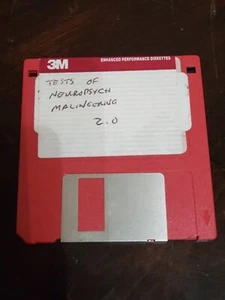 3M
ENHANCED PERFORMANCE DISKETTES
TESTS OF
NEUROPSYCH
MALINGERING
2.0